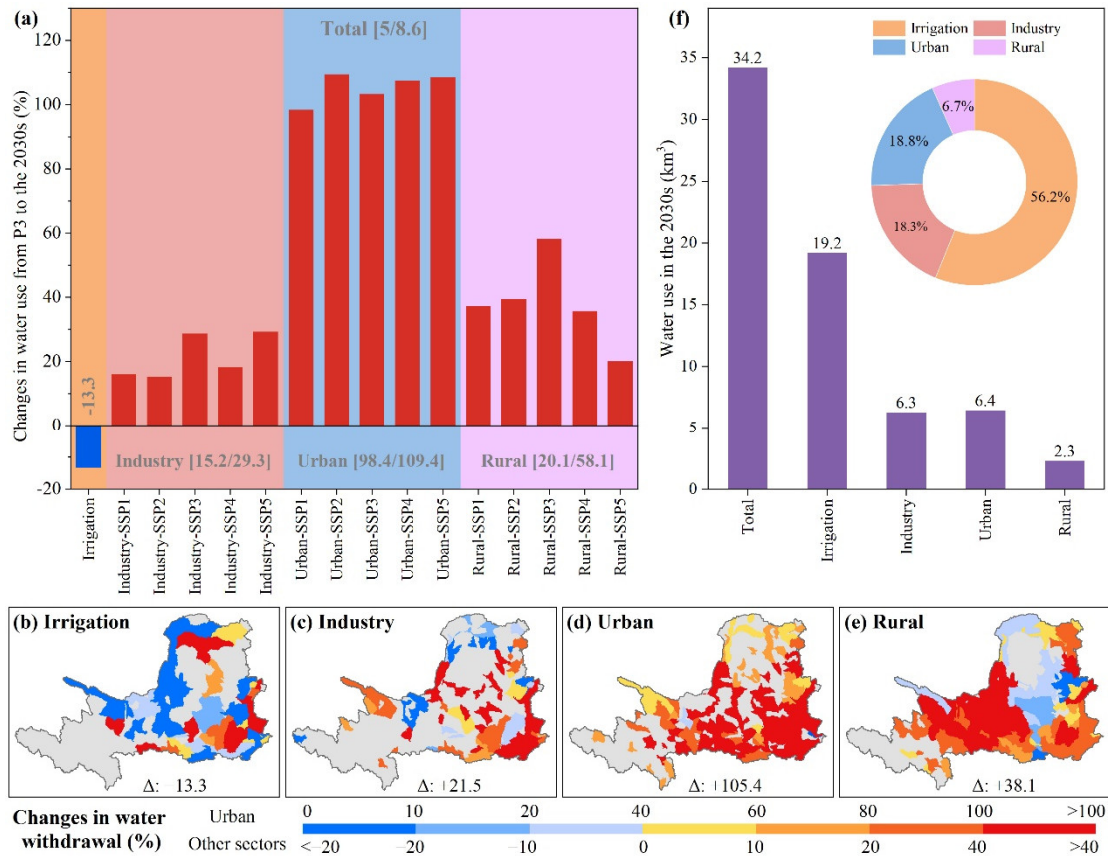 (a)
Total [5/8.6]
Changes in water use from P3 to the 2030s (%)
120
100
80
60
40
20
0
-20
-13.3
Industry [15.2/29.3]
Urban [98.4/109.4]
Rural [20.1/58.1]
Irrigation
Industry-SSP1
Industry-SSP2
Industry-SSP3
Industry-SSP4
Industry-SSP5
Urban-SSP1
Urban-SSP2
Urban-SSP3
Urban-SSP4
Urban-SSP5
Rural-SSP1
Rural-SSP2
Rural-SSP3
Rural-SSP4
Rural-SSP5
(f)
Irrigation
Industry
Urban
Rural
Water use in the 2030s (km³)
35
30
25
20
15
10
5
0
34.2
19.2
6.3
6.4
2.3
6.7%
18.8%
18.3%
56.2%
Total
Irrigation
Industry
Urban
Rural
(b) Irrigation
Δ: 13.3
(c) Industry
Δ: +21.5
(d) Urban
Δ: +105.4
(e) Rural
Δ: +38.1
Changes in water
withdrawal (%)
Urban
0 10 20 40 60 80 100 >100
Other sectors
<−20 −20 −10 0 10 20 40 >40